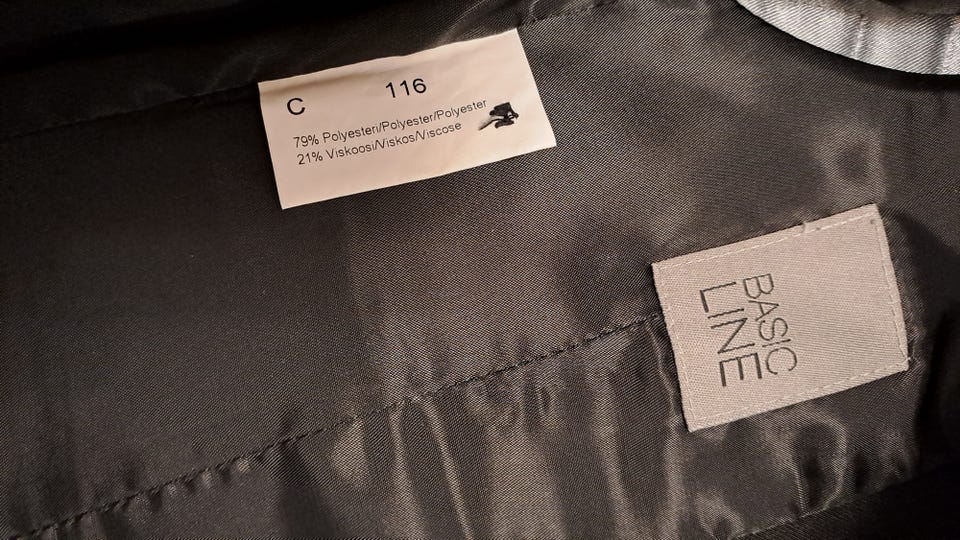 C 116
79% Polyesteri/Polyester/Polyester
21% Viskoosi/Viskos/Viscose
BASIC
LINE